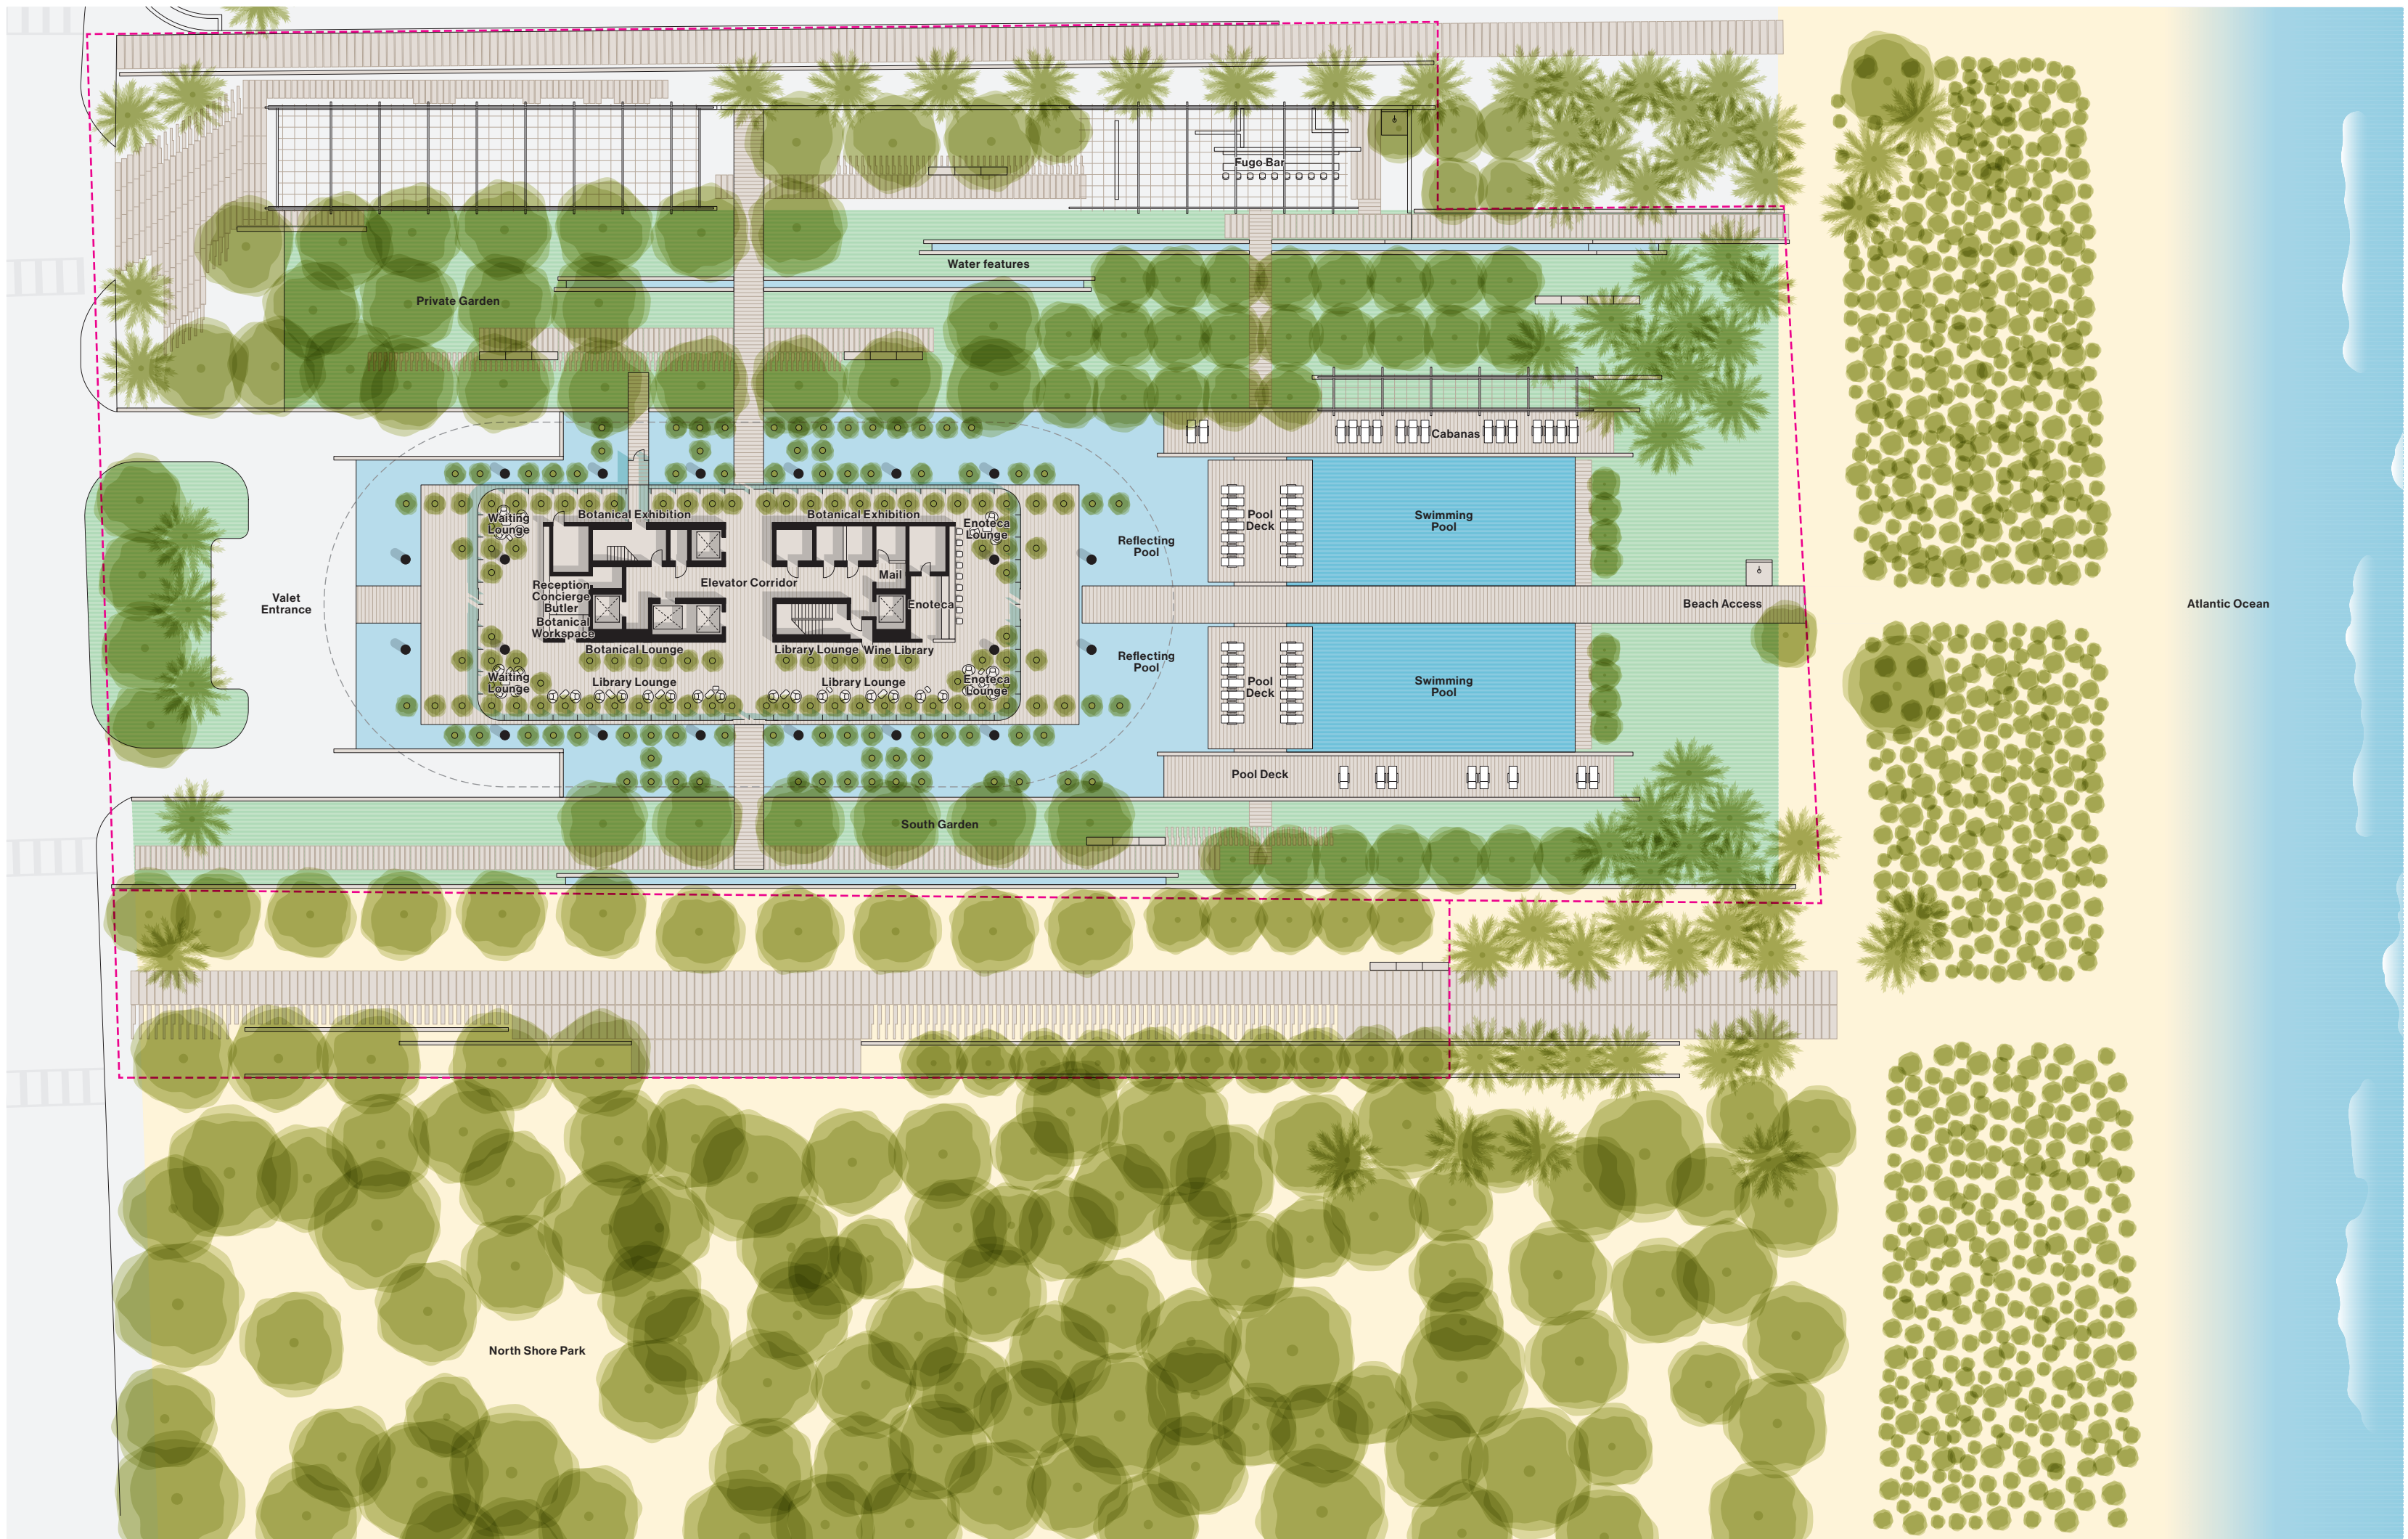 Fugo Bar
Water features
Private Garden
Cabanas
Waiting
Lounge
Botanical Exhibition
Botanical Exhibition
Enoteca
Lounge
Pool
Deck
Swimming
Pool
Reflecting
Pool
Elevator Corridor
Mail
Reception
Concierge
Butler
Botanical
Workspace
Enoteca
Valet
Entrance
Beach Access
Atlantic Ocean
Botanical Lounge
Library Lounge
Wine Library
Reflecting
Pool
Waiting
Lounge
Library Lounge
Library Lounge
Enoteca
Lounge
Pool
Deck
Swimming
Pool
Pool Deck
South Garden
North Shore Park